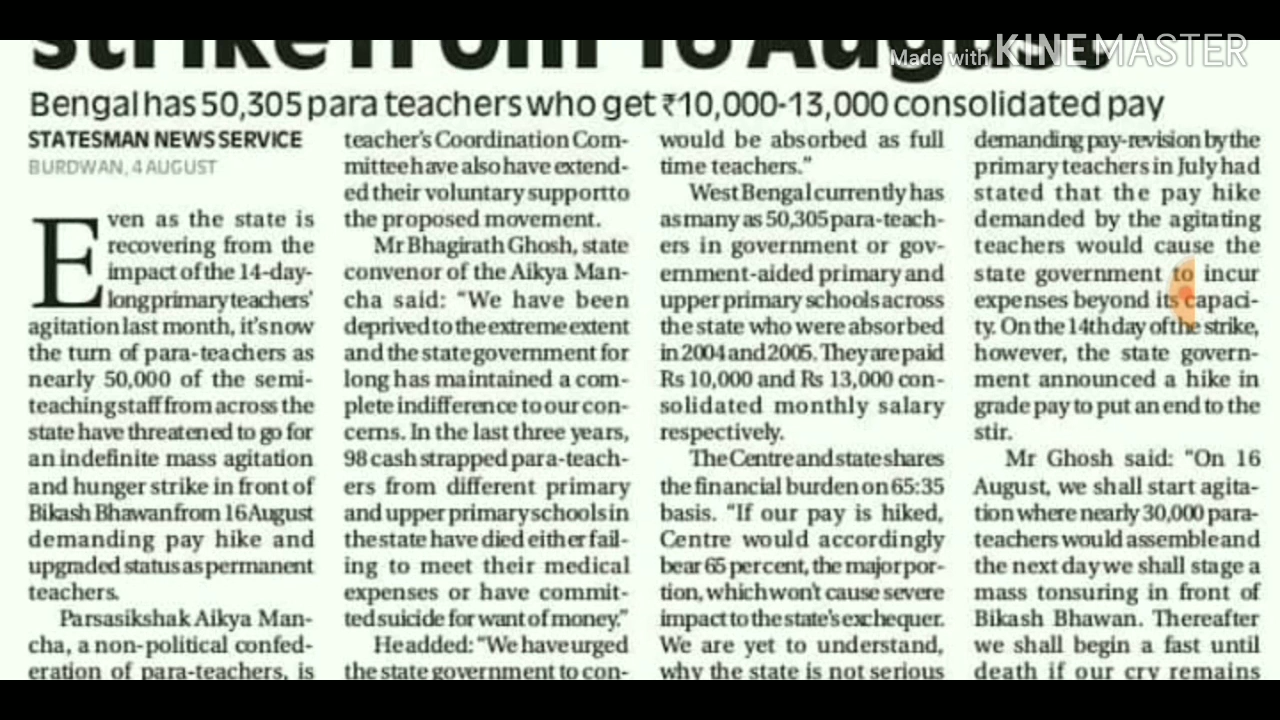 strike from 16 August
Made with KINEMASTER
Bengal has 50,305 para teachers who get ₹10,000-13,000 consolidated pay
STATESMAN NEWS SERVICE
BURDWAN, 4 AUGUST
Even as the state is
recovering from the
impact of the 14-day-
long primary teachers'
agitation last month, it's now
the turn of para-teachers as
nearly 50,000 of the semi-
teaching staff from across the
state have threatened to go for
an indefinite mass agitation
and hunger strike in front of
Bikash Bhawan from 16 August
demanding pay hike and
upgraded status as permanent
teachers.
Parsasikshak Aikya Man-
cha, a non-political confed-
eration of para-teachers, is
teacher's Coordination Com-
mittee have also have extend-
ed their voluntary support to
the proposed movement.
Mr Bhagirath Ghosh, state
convenor of the Aikya Man-
cha said: "We have been
deprived to the extreme extent
and the state government for
long has maintained a com-
plete indifference to our con-
cerns. In the last three years,
98 cash strapped para-teach-
ers from different primary
and upper primary schools in
the state have died either fail-
ing to meet their medical
expenses or have commit-
ted suicide for want of money."
He added: "We have urged
the state government to con-
would be absorbed as full
time teachers."
West Bengal currently has
as many as 50,305 para-teach-
ers in government or gov-
ernment-aided primary and
upper primary schools across
the state who were absorbed
in 2004 and 2005. They are paid
Rs 10,000 and Rs 13,000 con-
solidated monthly salary
respectively.
The Centre and state shares
the financial burden on 65:35
basis. "If our pay is hiked,
Centre would accordingly
bear 65 per cent, the major por-
tion, which won't cause severe
impact to the state's exchequer.
We are yet to understand,
why the state is not serious
demanding pay-revision by the
primary teachers in July had
stated that the pay hike
demanded by the agitating
teachers would cause the
state government to incur
expenses beyond its capaci-
ty. On the 14th day of the strike,
however, the state govern-
ment announced a hike in
grade pay to put an end to the
stir.
Mr Ghosh said: "On 16
August, we shall start agita-
tion where nearly 30,000 para-
teachers would assemble and
the next day we shall stage a
mass tonsuring in front of
Bikash Bhawan. Thereafter
we shall begin a fast until
death if our cry remains